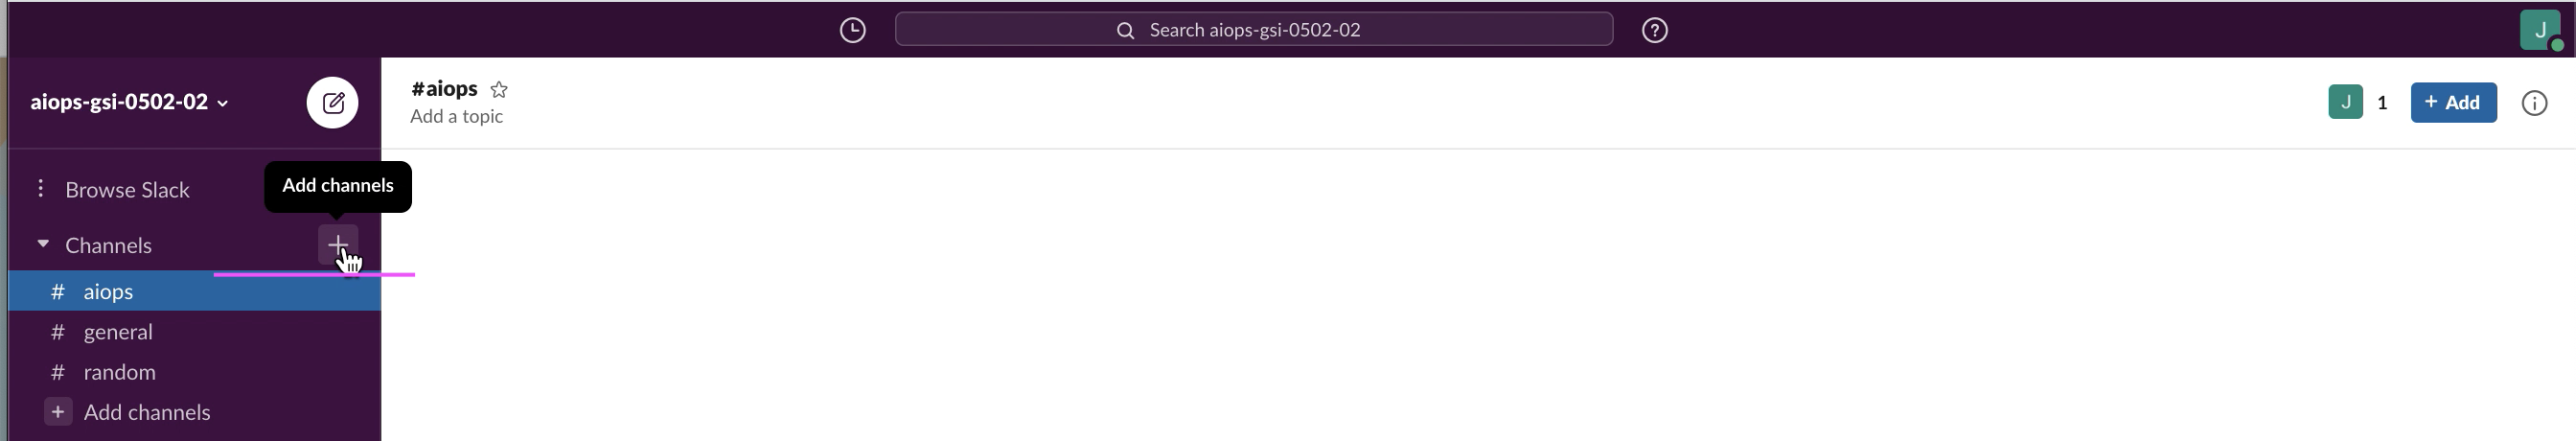 Search aiops-gsi-0502-02
J
aiops-gsi-0502-02
#aiops
Add a topic
J 1 + Add
Browse Slack
Add channels
Channels
# aiops
# general
# random
+ Add channels